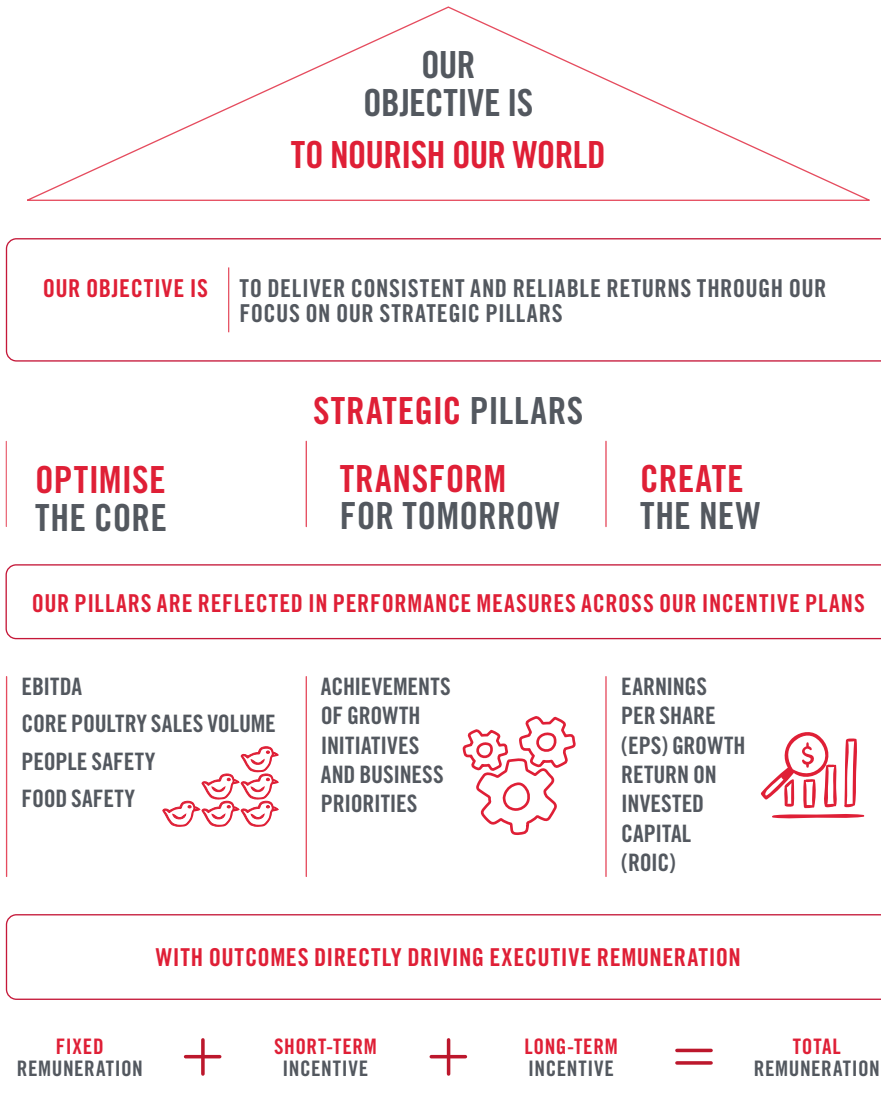 OUR
OBJECTIVE IS
TO NOURISH OUR WORLD
OUR OBJECTIVE IS
TO DELIVER CONSISTENT AND RELIABLE RETURNS THROUGH OUR
FOCUS ON OUR STRATEGIC PILLARS
STRATEGIC PILLARS
OPTIMISE
THE CORE
TRANSFORM
FOR TOMORROW
CREATE
THE NEW
OUR PILLARS ARE REFLECTED IN PERFORMANCE MEASURES ACROSS OUR INCENTIVE PLANS
EBITDA
CORE POULTRY SALES VOLUME
PEOPLE SAFETY
FOOD SAFETY
ACHIEVEMENTS
OF GROWTH
INITIATIVES
AND BUSINESS
PRIORITIES
EARNINGS
PER SHARE
(EPS) GROWTH
RETURN ON
INVESTED
CAPITAL
(ROIC)
$
WITH OUTCOMES DIRECTLY DRIVING EXECUTIVE REMUNERATION
FIXED
REMUNERATION
+
SHORT-TERM
INCENTIVE
+
LONG-TERM
INCENTIVE
=
TOTAL
REMUNERATION